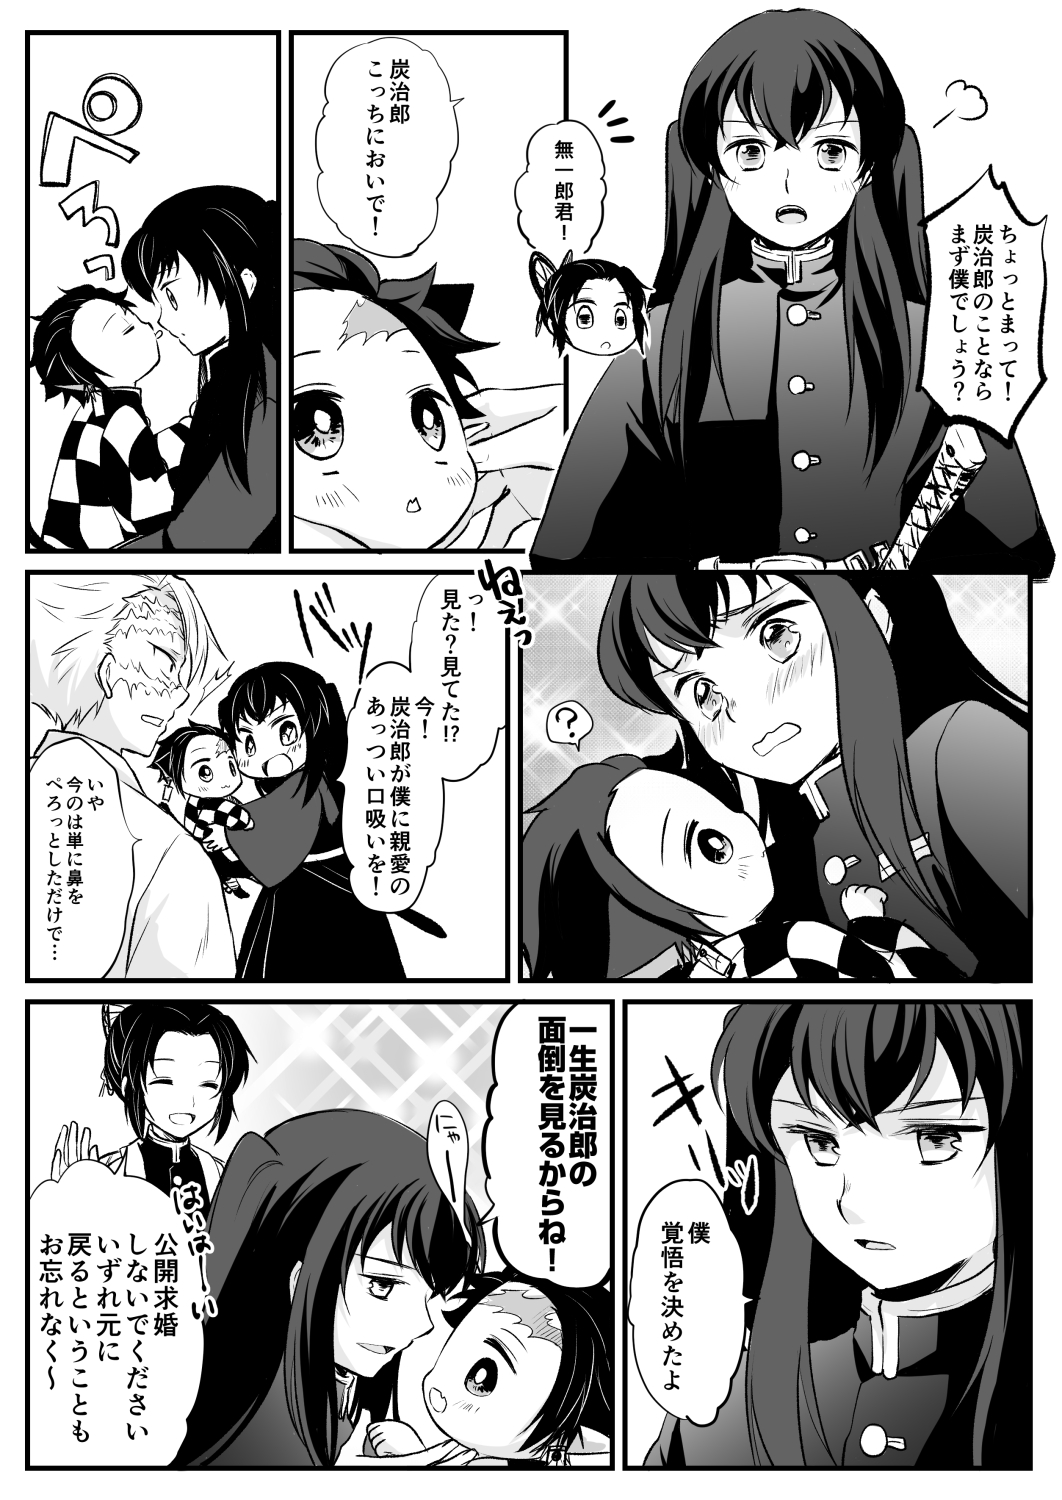 ちょっとまって！
炭治郎のことなら
まず僕でしょう？
無一郎君！
炭治郎
こっちにおいで！
ぺろっ
ねぇっ
？
っ！
見た？見てた⁉
今！
炭治郎が僕に親愛の
あっつい口吸いを！
バッ
いや
今のは単に鼻を
ぺろっとしただけで…
キッ
僕
覚悟を決めたよ
一生炭治郎の
面倒を見るからね！
にゃー
はいはーい
公開求婚
しないでください
いずれ元に
戻るということも
お忘れなく～